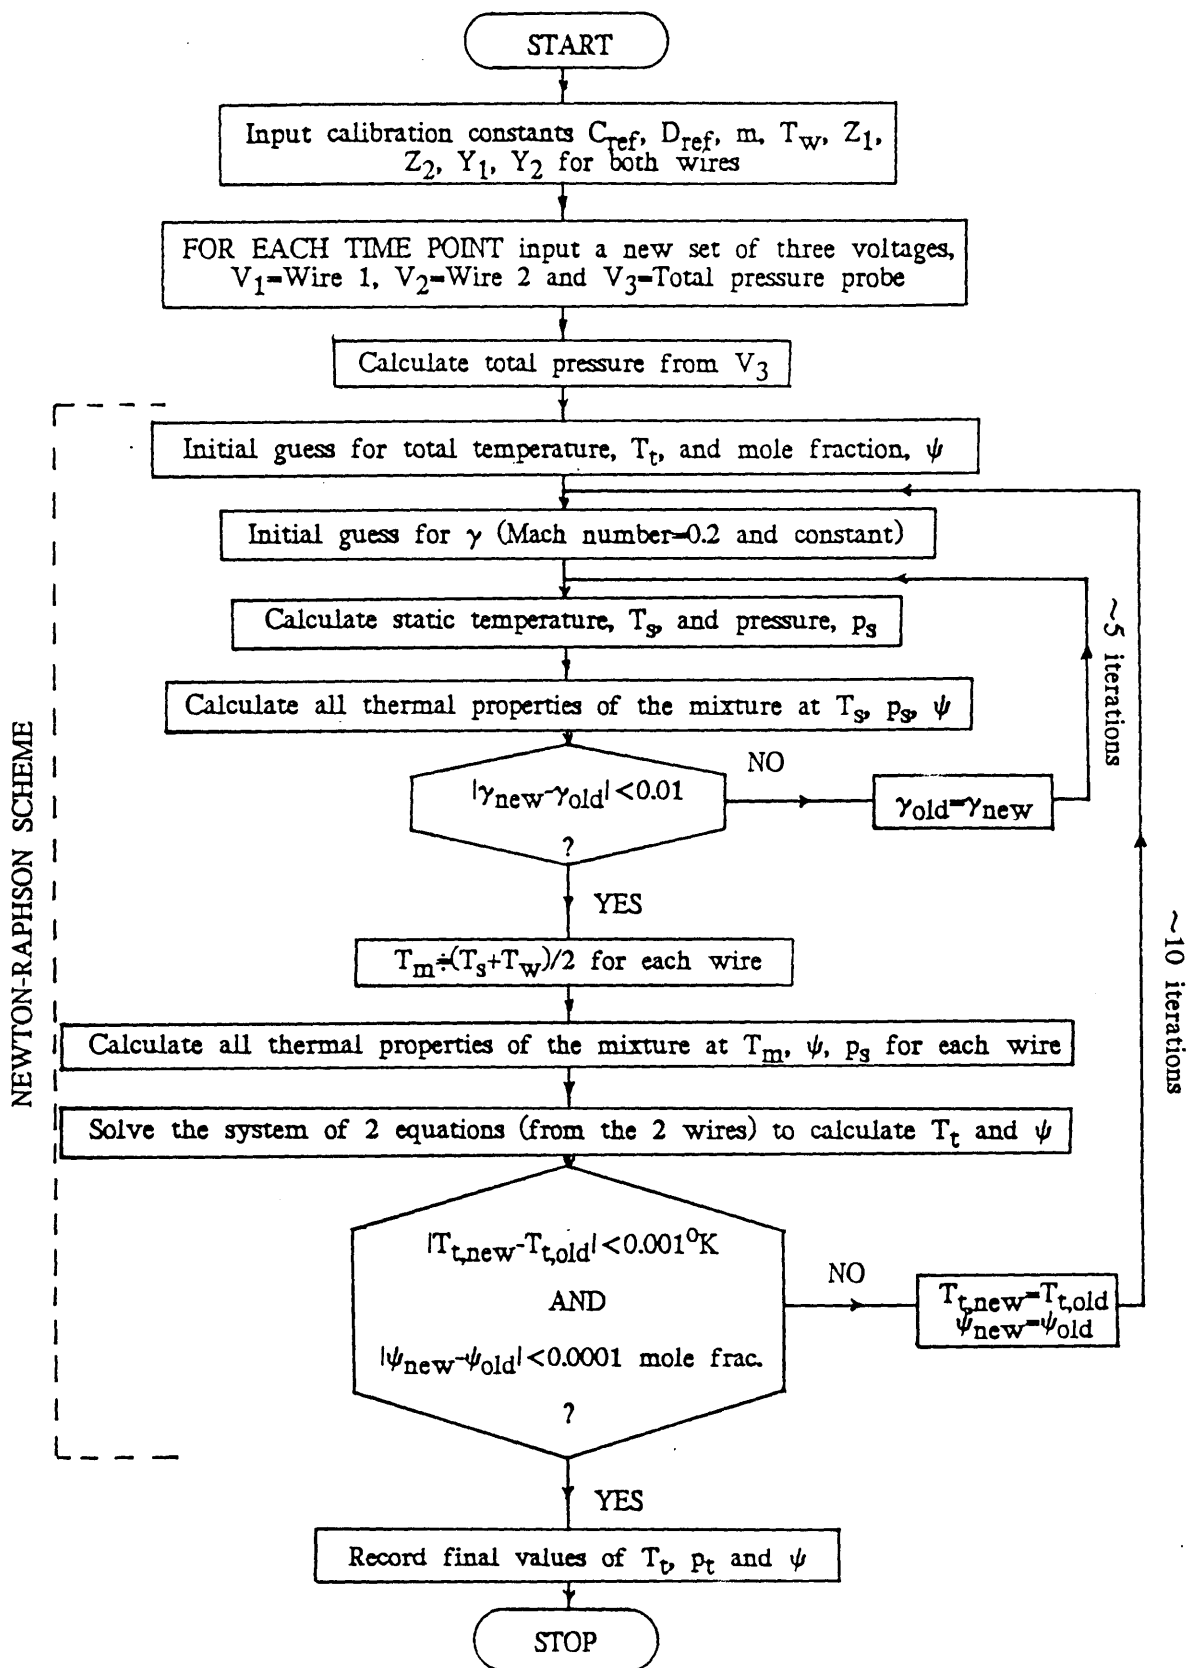 START
Input calibration constants C_ref, D_ref, m, T_w, Z_1,
Z_2, Y_1, Y_2 for both wires
FOR EACH TIME POINT input a new set of three voltages,
V_1=Wire 1, V_2=Wire 2 and V_3=Total pressure probe
Calculate total pressure from V_3
Initial guess for total temperature, T_t, and mole fraction, ψ
Initial guess for γ (Mach number=0.2 and constant)
Calculate static temperature, T_s, and pressure, p_s
Calculate all thermal properties of the mixture at T_s, p_s, ψ
|γ_new-γ_old|<0.01
?
NO
γ_old=γ_new
~5 iterations
YES
T_m=(T_s+T_w)/2 for each wire
Calculate all thermal properties of the mixture at T_m, ψ, p_s for each wire
Solve the system of 2 equations (from the 2 wires) to calculate T_t and ψ
|T_t,new-T_t,old|<0.001°K
AND
|ψ_new-ψ_old|<0.0001 mole frac.
?
NO
T_t,new=T_t,old
ψ_new=ψ_old
~10 iterations
YES
Record final values of T_t, p_t and ψ
STOP
NEWTON-RAPHSON SCHEME